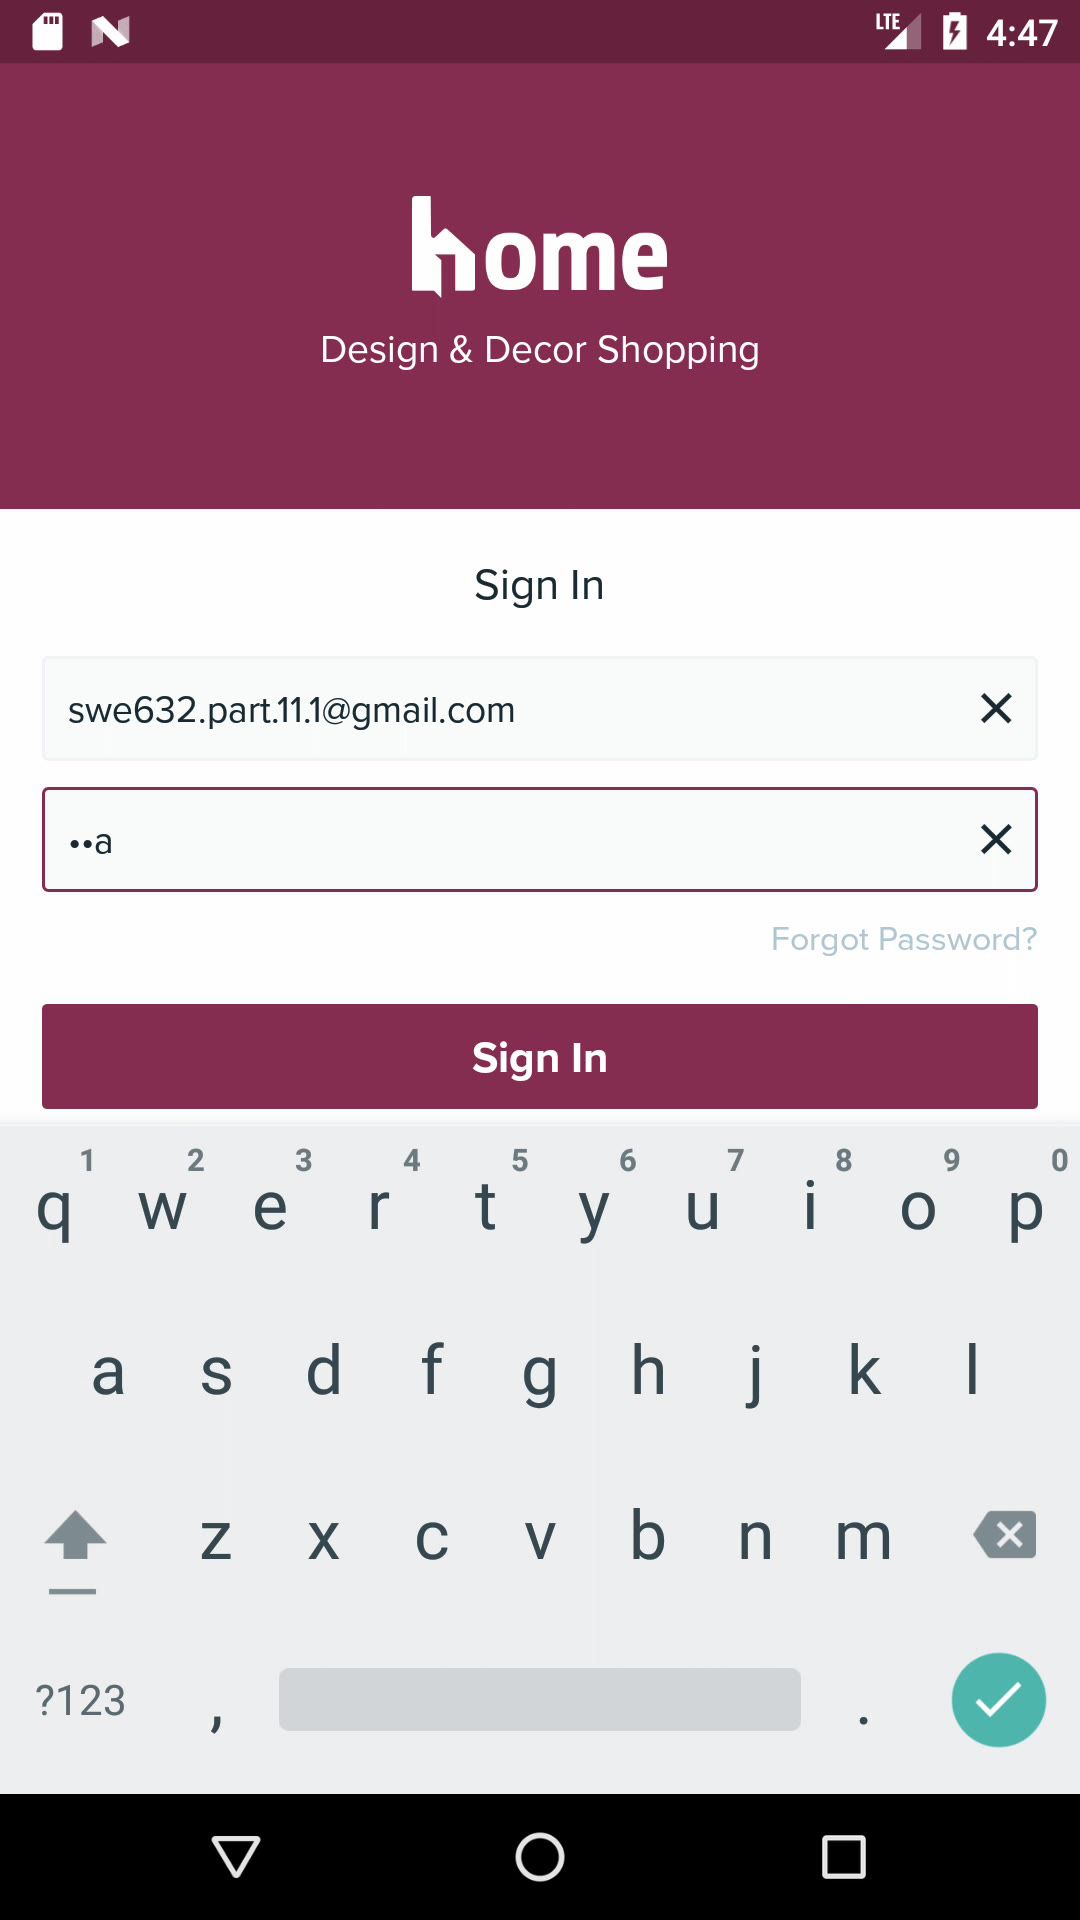 LTE 4:47
home
Design & Decor Shopping
Sign In
swe632.part.11.1@gmail.com
••a
Forgot Password?
Sign In
1 2 3 4 5 6 7 8 9 0
q w e r t y u i o p
a s d f g h j k l
z x c v b n m
?123 , .